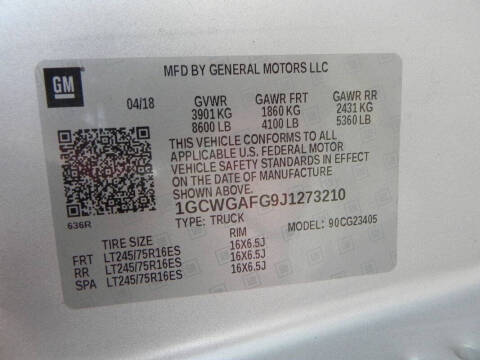 GM
MFD BY GENERAL MOTORS LLC
04/18 GVWR GAWR FRT GAWR RR
3901 KG 1860 KG 2431 KG
8600 LB 4100 LB 5360 LB
THIS VEHICLE CONFORMS TO ALL
APPLICABLE U.S. FEDERAL MOTOR
VEHICLE SAFETY STANDARDS IN EFFECT
ON THE DATE OF MANUFACTURE
SHOWN ABOVE.
1GCWGAFG9J1273210
636R
TYPE: TRUCK MODEL: 90CG23405
TIRE SIZE RIM
FRT LT245/75R16ES 16X6.5J
RR LT245/75R16ES 16X6.5J
SPA LT245/75R16ES 16X6.5J